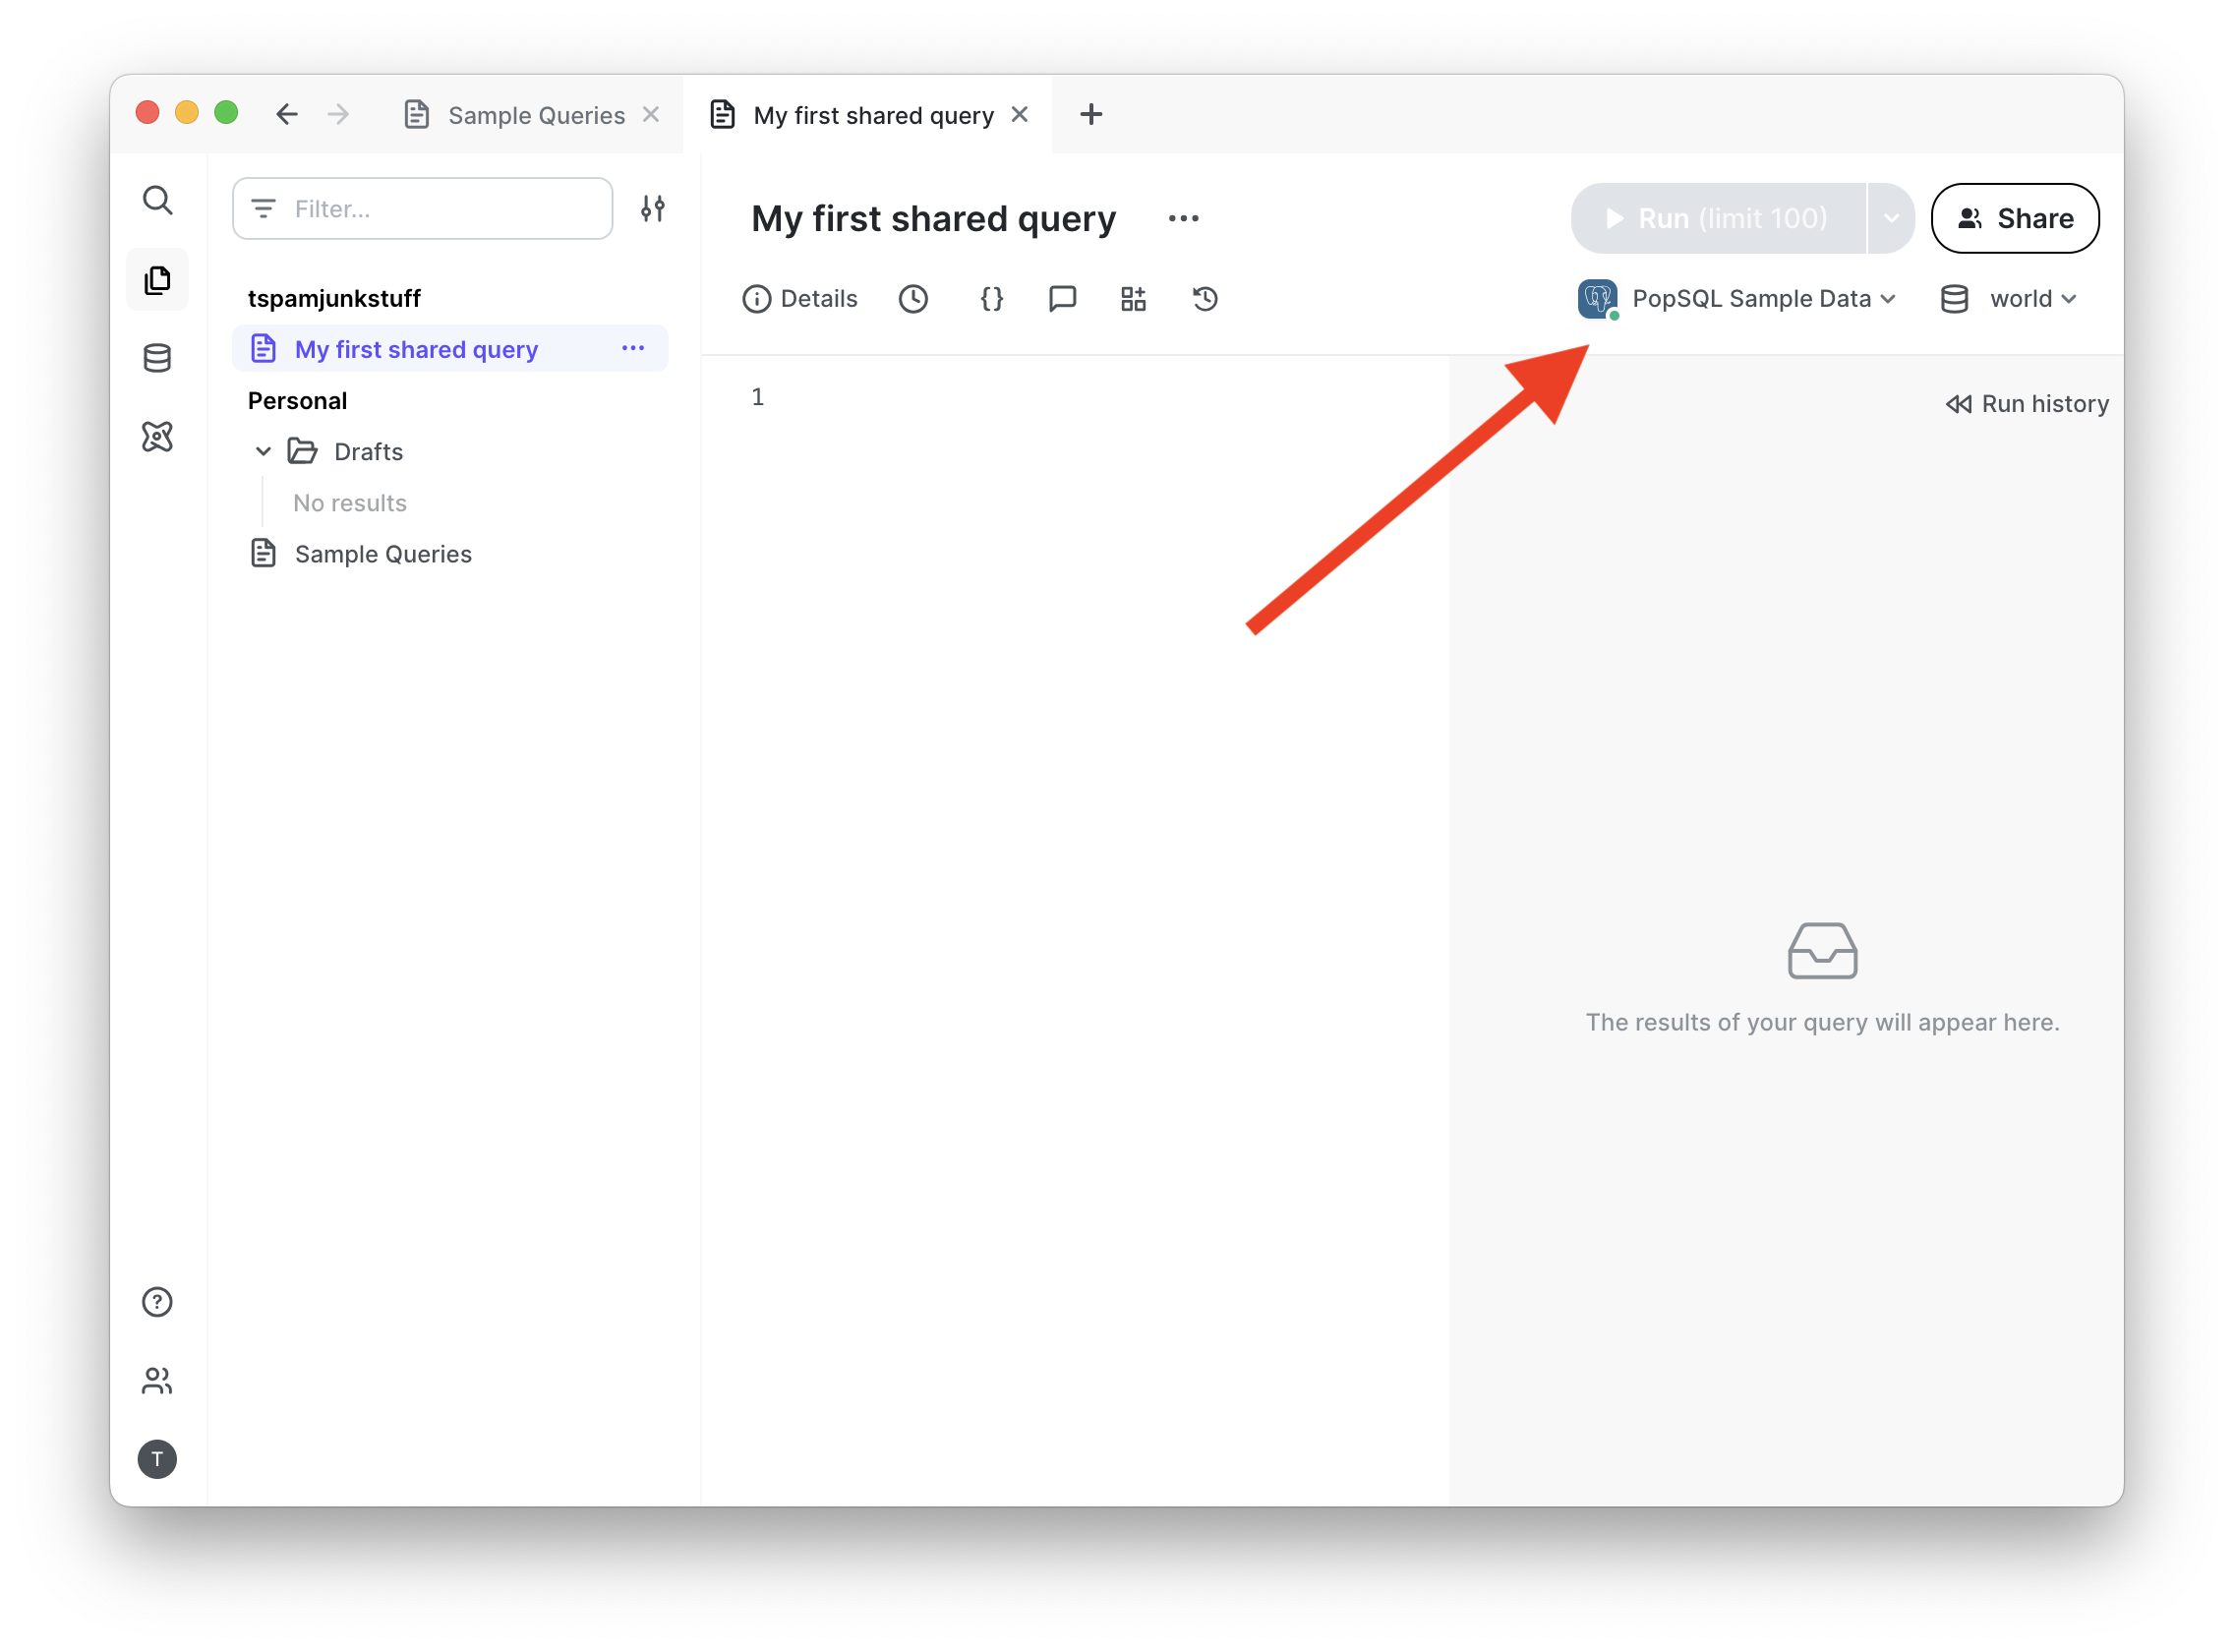 Sample Queries
My first shared query
Filter...
tspamjunkstuff
My first shared query
Personal
Drafts
No results
Sample Queries
T
My first shared query
Run (limit 100)
Share
Details
{}
PopSQL Sample Data
world
1
Run history
The results of your query will appear here.